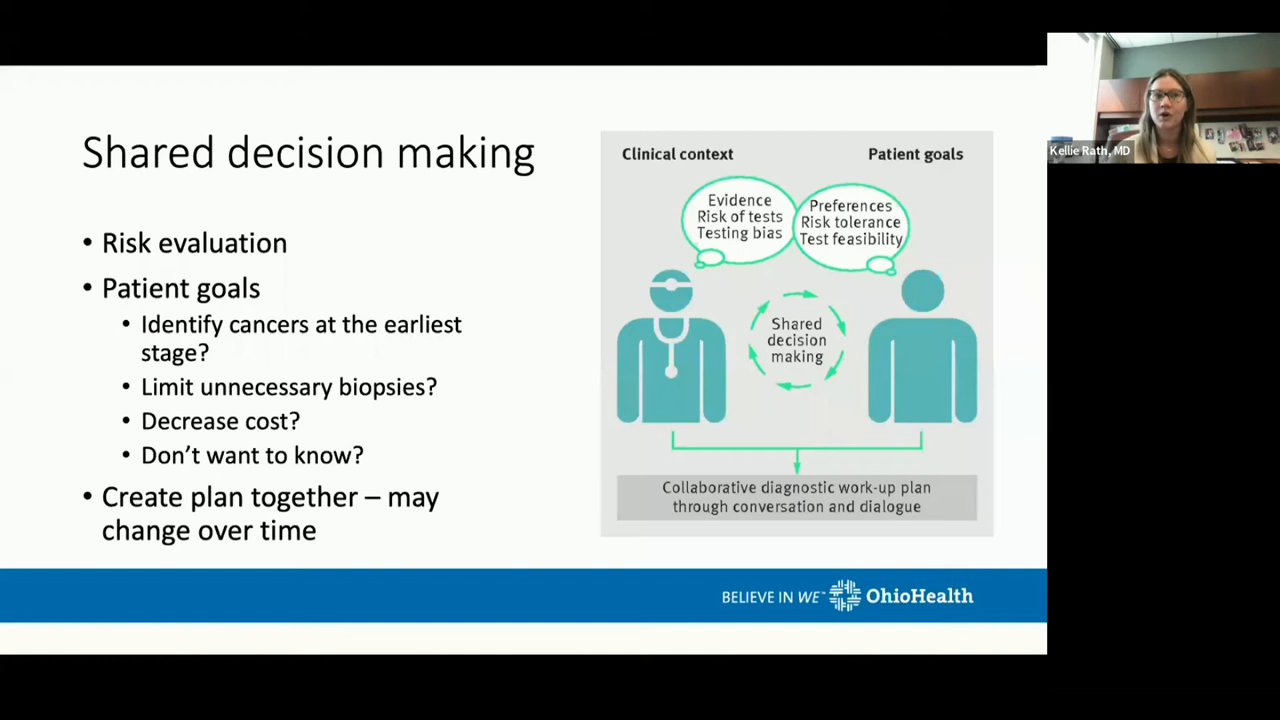 Shared decision making
• Risk evaluation
• Patient goals
• Identify cancers at the earliest
stage?
• Limit unnecessary biopsies?
• Decrease cost?
• Don’t want to know?
• Create plan together – may
change over time
Clinical context
Patient goals
Evidence
Risk of tests
Testing bias
Preferences
Risk tolerance
Test feasibility
Shared
decision
making
Collaborative diagnostic work-up plan
through conversation and dialogue
BELIEVE IN WE™ OhioHealth
Kellie Rath, MD